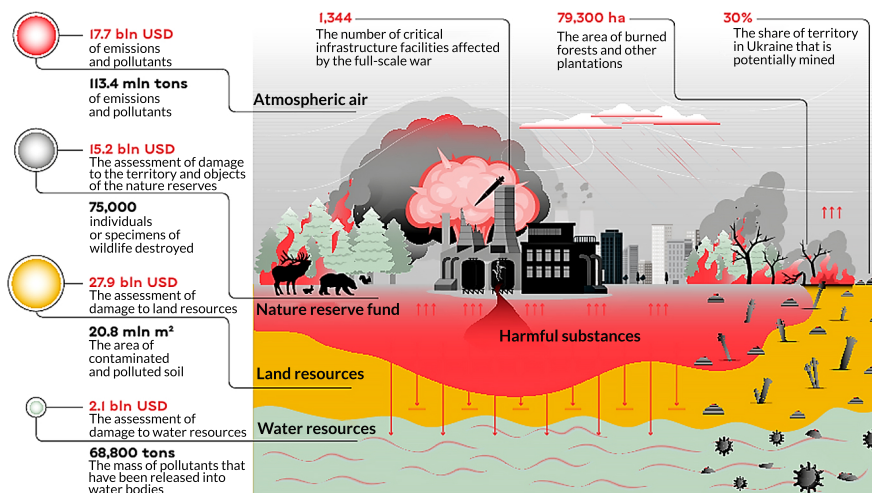 17.7 bln USD
of emissions
and pollutants
113.4 mln tons
of emissions
and pollutants
Atmospheric air
1,344
The number of critical
infrastructure facilities affected
by the full-scale war
79,300 ha
The area of burned
forests and other
plantations
30%
The share of territory
in Ukraine that is
potentially mined
15.2 bln USD
The assessment of damage
to the territory and objects
of the nature reserves
75,000
individuals
or specimens of
wildlife destroyed
Nature reserve fund
Harmful substances
27.9 bln USD
The assessment of
damage to land resources
20.8 mln m²
The area of
contaminated
and polluted soil
Land resources
2.1 bln USD
The assessment of
damage to water resources
Water resources
68,800 tons
The mass of pollutants that
have been released into
water bodies